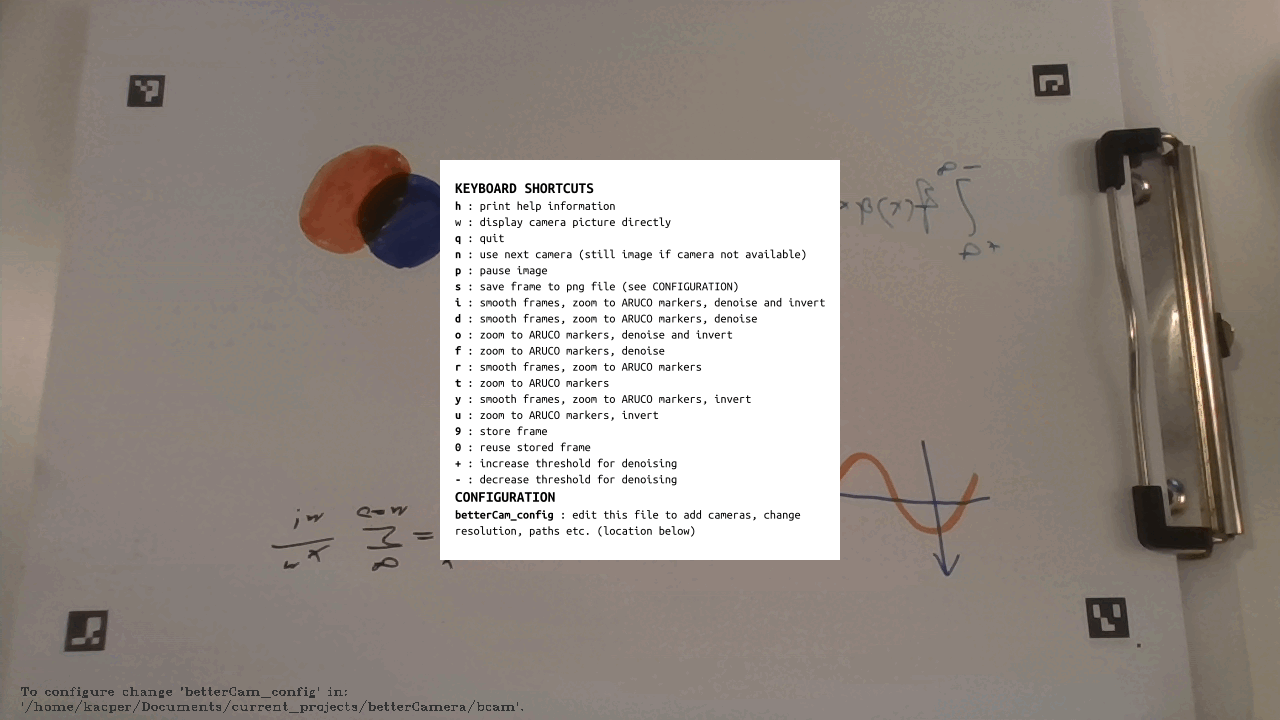 KEYBOARD SHORTCUTS
h : print help information
w : display camera picture directly
q : quit
n : use next camera (still image if camera not available)
p : pause image
s : save frame to png file (see CONFIGURATION)
i : smooth frames, zoom to ARUCO markers, denoise and invert
d : smooth frames, zoom to ARUCO markers, denoise
o : zoom to ARUCO markers, denoise and invert
f : zoom to ARUCO markers, denoise
r : smooth frames, zoom to ARUCO markers
t : zoom to ARUCO markers
y : smooth frames, zoom to ARUCO markers, invert
u : zoom to ARUCO markers, invert
9 : store frame
0 : reuse stored frame
+ : increase threshold for denoising
- : decrease threshold for denoising
CONFIGURATION
betterCam_config : edit this file to add cameras, change
resolution, paths etc. (location below)
To configure change 'betterCam_config' in:
'/home/kacper/Documents/current_projects/betterCamera/bcam'.